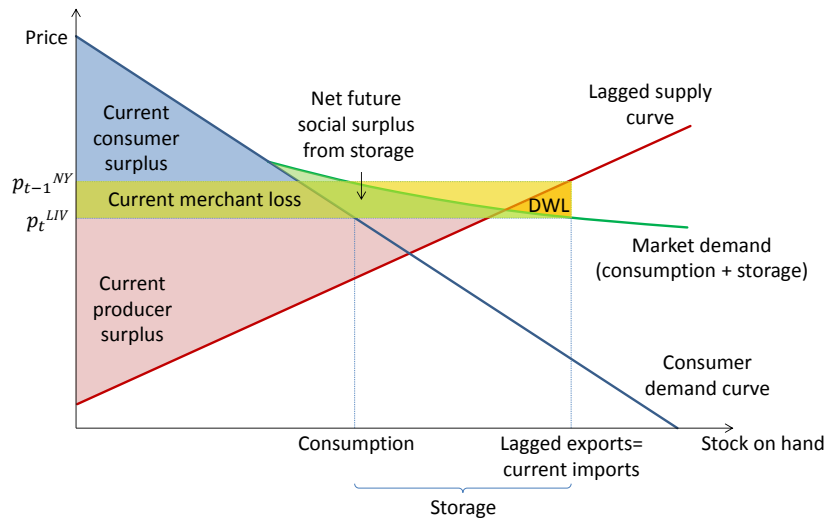 Price
Net future
social surplus
from storage
Lagged supply
curve
Current
consumer
surplus
p_{t−1}^{NY}
Current merchant loss
p_t^{LIV}
DWL
Market demand
(consumption + storage)
Current
producer
surplus
Consumer
demand curve
Consumption
Lagged exports=
current imports
Stock on hand
Storage